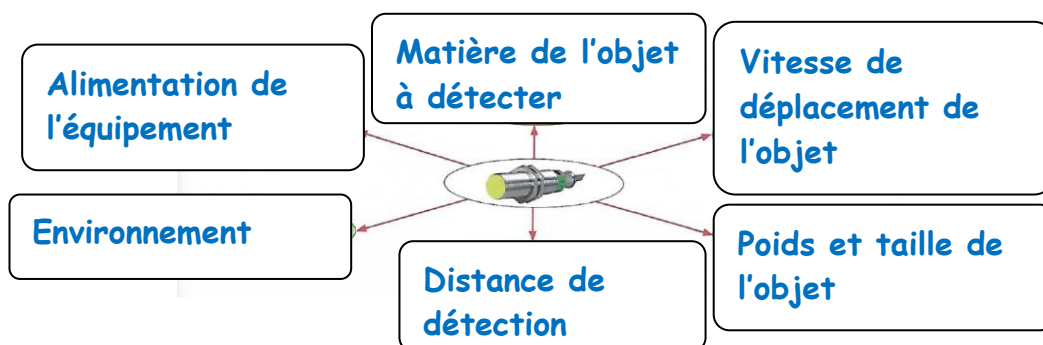 Alimentation de
l'équipement
Matière de l'objet
à détecter
Vitesse de
déplacement de
l'objet
Environnement
Distance de
détection
Poids et taille de
l'objet